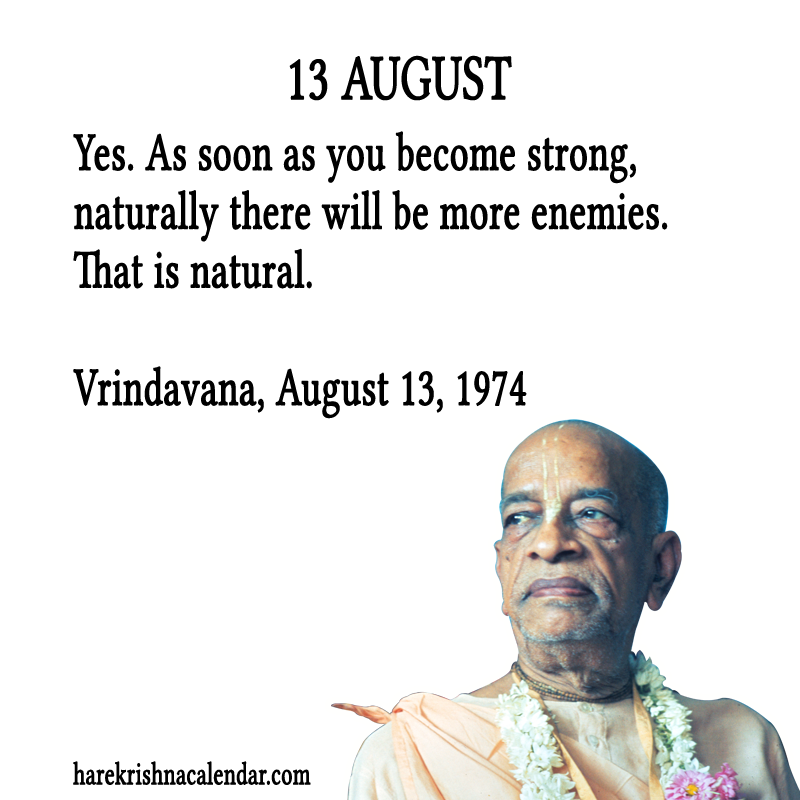 13 AUGUST
Yes. As soon as you become strong,
naturally there will be more enemies.
That is natural.
Vrindavana, August 13, 1974
harekrishnacalendar.com